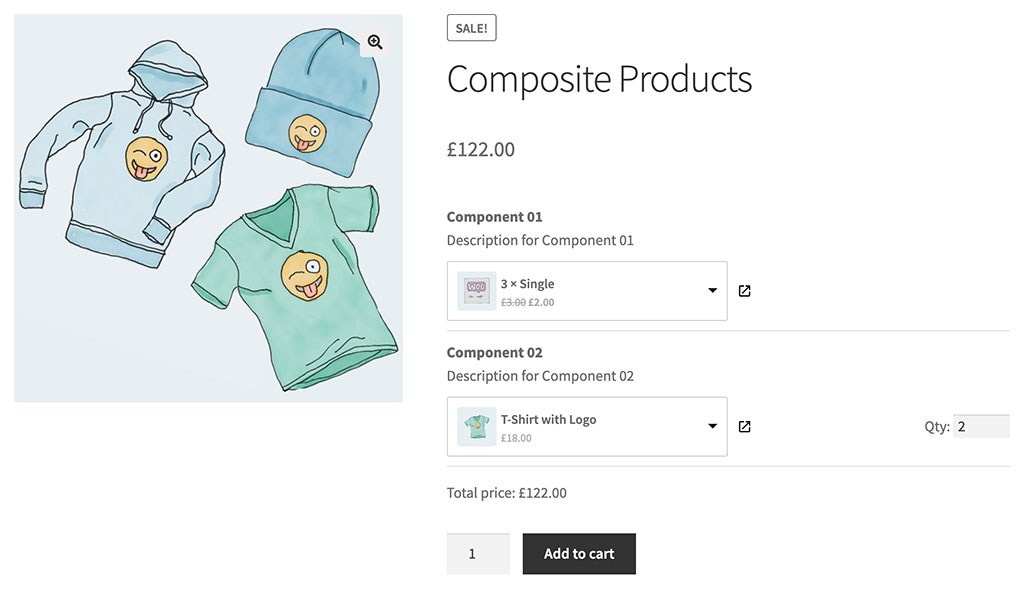 SALE!
Composite Products
£122.00
Component 01
Description for Component 01
WOO
3 × Single
£3.00 £2.00
Component 02
Description for Component 02
T-Shirt with Logo
£18.00
Qty: 2
Total price: £122.00
1
Add to cart